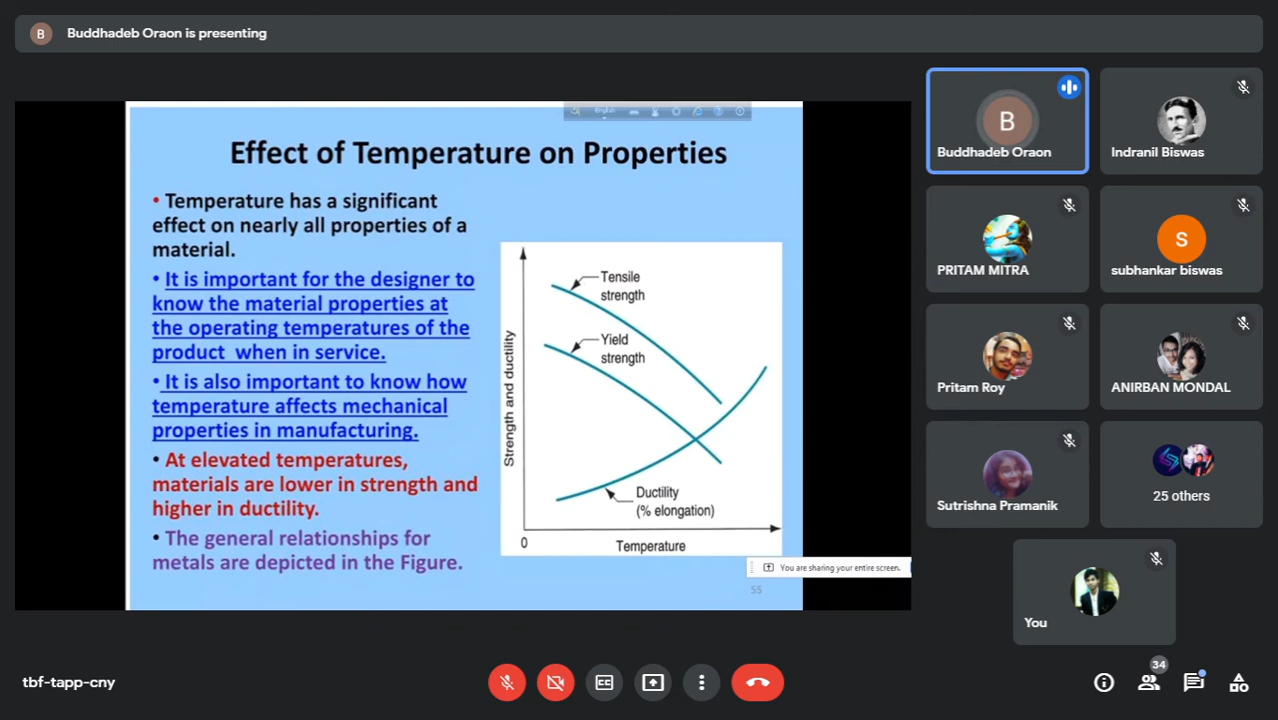 B Buddhadeb Oraon is presenting
English
Effect of Temperature on Properties
• Temperature has a significant
effect on nearly all properties of a
material.
• It is important for the designer to
know the material properties at
the operating temperatures of the
product when in service.
• It is also important to know how
temperature affects mechanical
properties in manufacturing.
• At elevated temperatures,
materials are lower in strength and
higher in ductility.
• The general relationships for
metals are depicted in the Figure.
Strength and ductility
Tensile
strength
Yield
strength
Ductility
(% elongation)
0
Temperature
You are sharing your entire screen.
55
B
Buddhadeb Oraon
Indranil Biswas
PRITAM MITRA
S
subhankar biswas
Pritam Roy
ANIRBAN MONDAL
Sutrishna Pramanik
25 others
You
tbf-tapp-cny
CC
34